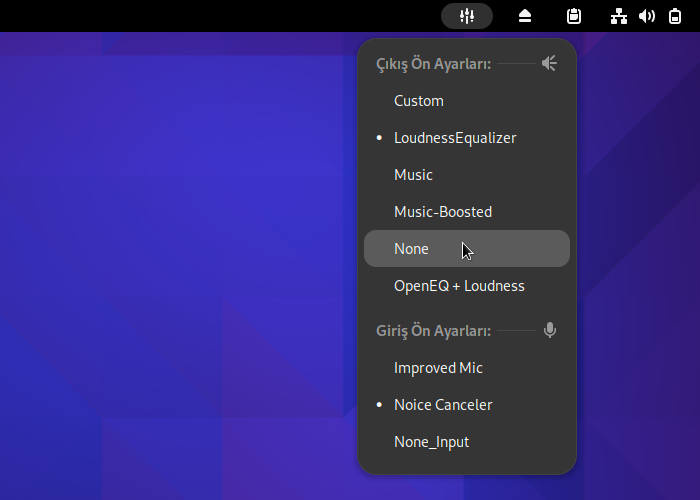 Çıkış Ön Ayarları:
Custom
LoudnessEqualizer
Music
Music-Boosted
None
OpenEQ + Loudness
Giriş Ön Ayarları:
Improved Mic
Noice Canceler
None_Input